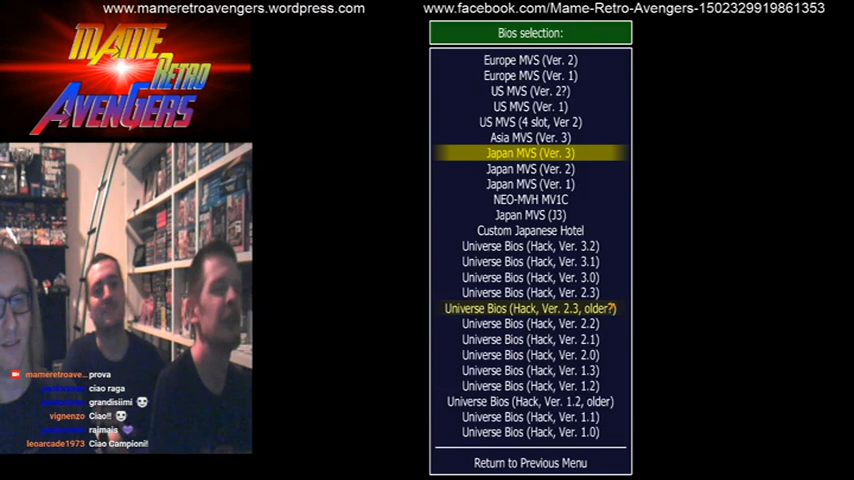 www.mameretroavengers.wordpress.com
www.facebook.com/Mame-Retro-Avengers-1502329919861353
MAME
RETRO
AVENGERS
Bios selection:
Europe MVS (Ver. 2)
Europe MVS (Ver. 1)
US MVS (Ver. 2?)
US MVS (Ver. 1)
US MVS (4 slot, Ver 2)
Asia MVS (Ver. 3)
Japan MVS (Ver. 3)
Japan MVS (Ver. 2)
Japan MVS (Ver. 1)
NEO-MVH MV1C
Japan MVS (J3)
Custom Japanese Hotel
Universe Bios (Hack, Ver. 3.2)
Universe Bios (Hack, Ver. 3.1)
Universe Bios (Hack, Ver. 3.0)
Universe Bios (Hack, Ver. 2.3)
Universe Bios (Hack, Ver. 2.3, older?)
Universe Bios (Hack, Ver. 2.2)
Universe Bios (Hack, Ver. 2.1)
Universe Bios (Hack, Ver. 2.0)
Universe Bios (Hack, Ver. 1.3)
Universe Bios (Hack, Ver. 1.2)
Universe Bios (Hack, Ver. 1.2, older)
Universe Bios (Hack, Ver. 1.1)
Universe Bios (Hack, Ver. 1.0)
Return to Previous Menu
mameretroave... prova
ciao raga
grandisiimi
vignenzo Ciao!!
raimais
leoarcade1973 Ciao Campioni!